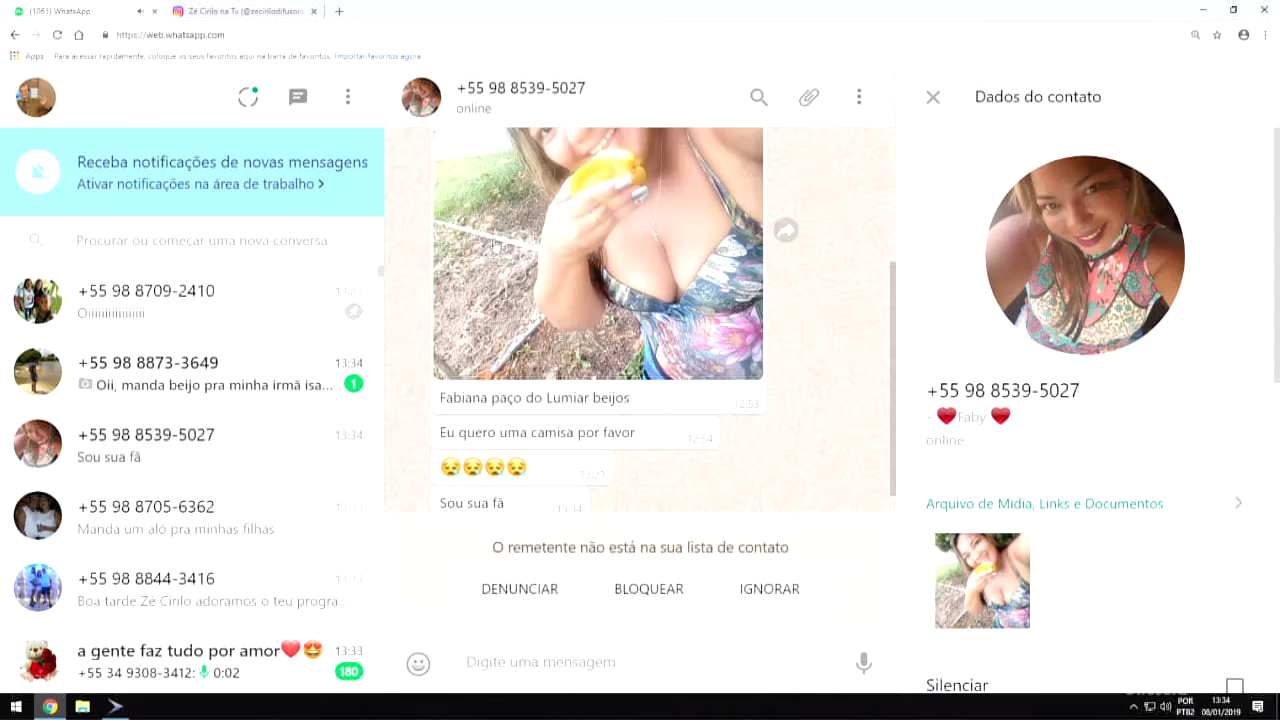 (1061) WhatsApp
Zé Cirilo na Tv (@zecirilodifusora
https://web.whatsapp.com
Apps Para acessar rapidamente, coloque os seus favoritos aqui na barra de favoritos. Importar favoritos agora.
+55 98 8539-5027
online
Dados do contato
Receba notificações de novas mensagens
Ativar notificações na área de trabalho
Procurar ou começar uma nova conversa
+55 98 8709-2410
Oiiiiiiiiiiiiiii
+55 98 8873-3649 13:34
Oii, manda beijo pra minha irmã isa... 1
+55 98 8539-5027 13:34
Sou sua fã
+55 98 8705-6362
Manda um alô pra minhas filhas
+55 98 8844-3416
Boa tarde Zé Cirilo adoramos o teu progra...
a gente faz tudo por amor❤️😍 13:33
+55 34 9308-3412: 0:02 180
Fabiana paço do Lumiar beijos
Eu quero uma camisa por favor
😪😪😪😪
Sou sua fã 13:34
O remetente não está na sua lista de contato
DENUNCIAR BLOQUEAR IGNORAR
Digite uma mensagem
+55 98 8539-5027
~ ❤️Faby ❤️
online
Arquivo de Mídia, Links e Documentos
Silenciar
POR
PTB2
13:34
08/01/2019